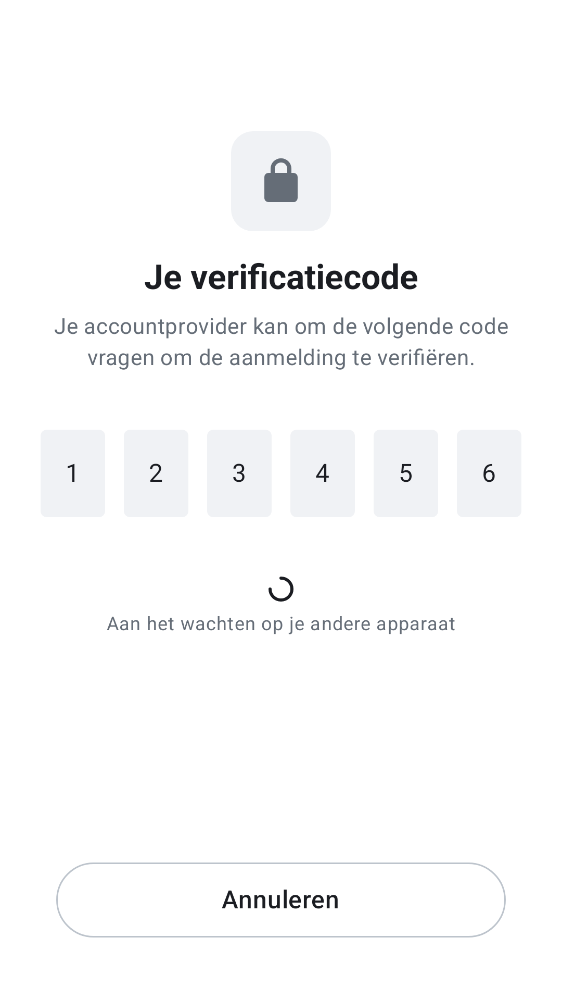 Je verificatiecode
Je accountprovider kan om de volgende code
vragen om de aanmelding te verifiëren.
1 2 3 4 5 6
Aan het wachten op je andere apparaat
Annuleren